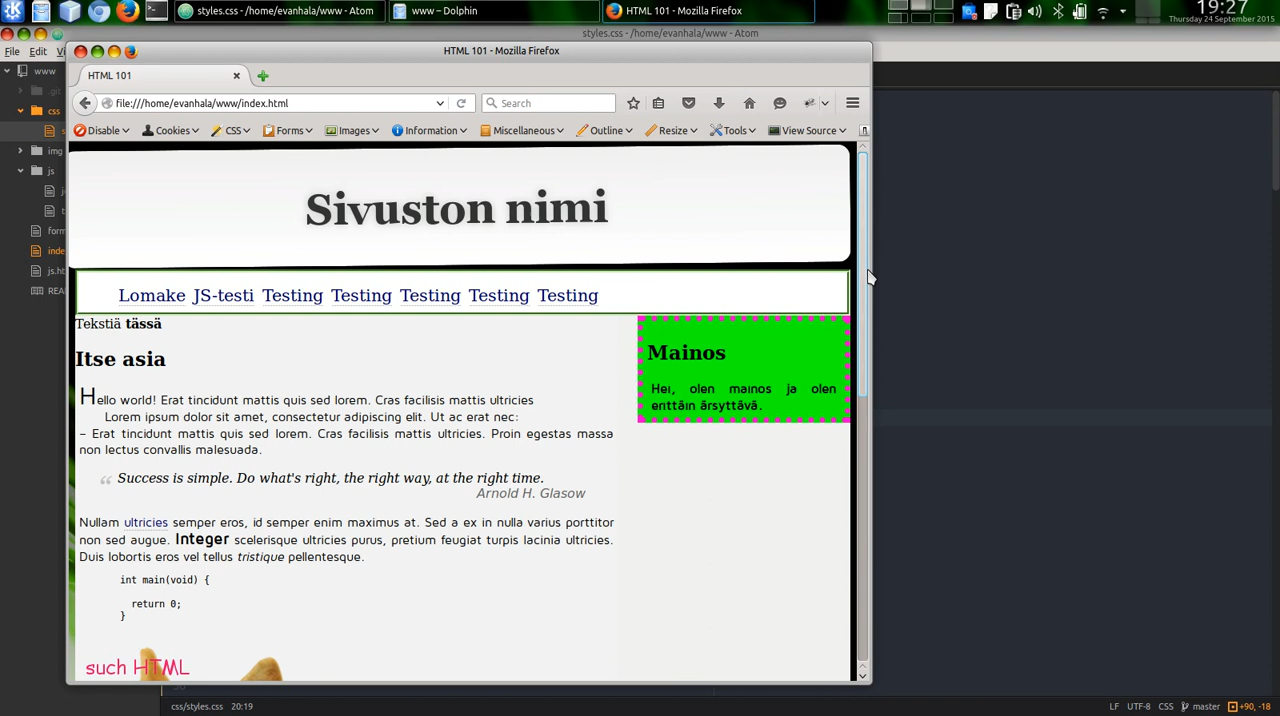 styles.css - /home/evanhala/www - Atom
www – Dolphin
HTML 101 - Mozilla Firefox
19:27
Thursday 24 September 2015
styles.css - /home/evanhala/www - Atom
File Edit
HTML 101 - Mozilla Firefox
HTML 101
file:///home/evanhala/www/index.html
Search
Disable Cookies CSS Forms Images Information Miscellaneous Outline Resize Tools View Source
www
.git
css
img
js
form
inde
js.ht
REA
Sivuston nimi
Lomake JS-testi Testing Testing Testing Testing Testing
Tekstiä tässä
Itse asia
Hello world! Erat tincidunt mattis quis sed lorem. Cras facilisis mattis ultricies
Lorem ipsum dolor sit amet, consectetur adipiscing elit. Ut ac erat nec:
– Erat tincidunt mattis quis sed lorem. Cras facilisis mattis ultricies. Proin egestas massa
non lectus convallis malesuada.
“ Success is simple. Do what's right, the right way, at the right time.
Arnold H. Glasow
Nullam ultricies semper eros, id semper enim maximus at. Sed a ex in nulla varius porttitor
non sed augue. Integer scelerisque ultricies purus, pretium feugiat turpis lacinia ultricies.
Duis lobortis eros vel tellus tristique pellentesque.
int main(void) {
return 0;
}
such HTML
Mainos
Hei, olen mainos ja olen
erittäin ärsyttävä.
css/styles.css 20:19
LF UTF-8 CSS master +90, -18